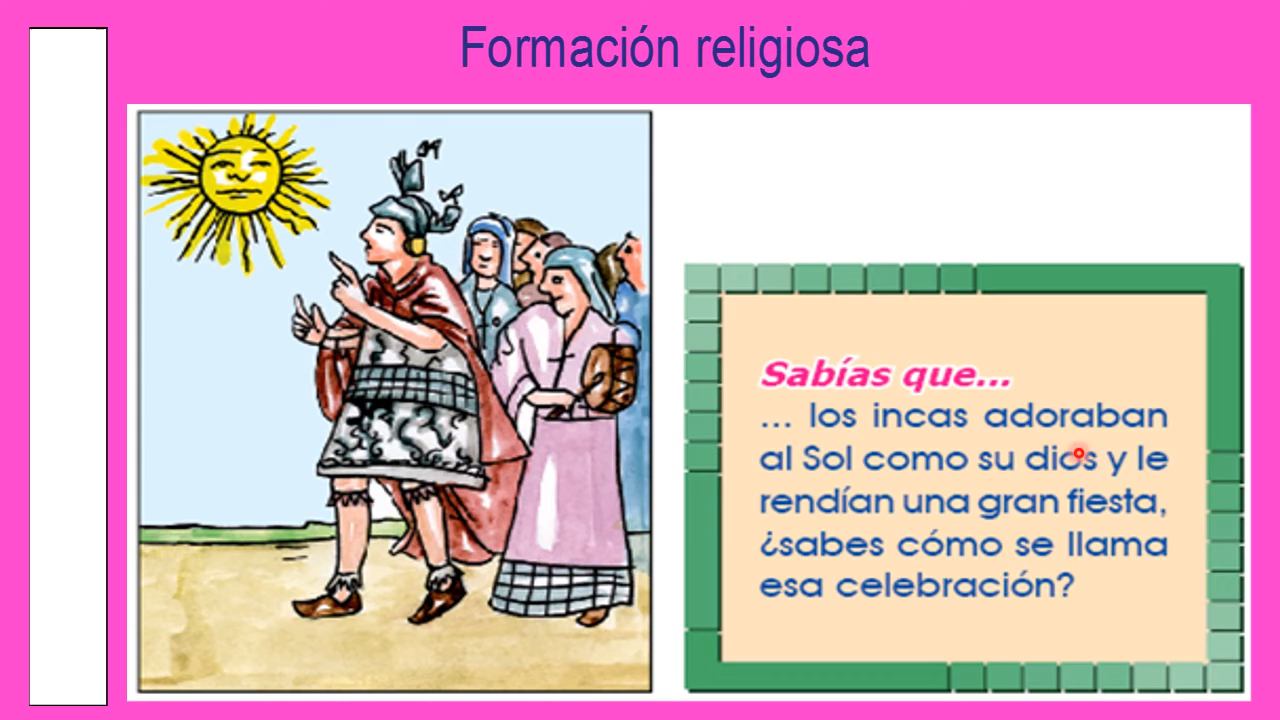 Formación religiosa
Sabías que...
... los incas adoraban
al Sol como su dios y le
rendían una gran fiesta,
¿sabes cómo se llama
esa celebración?